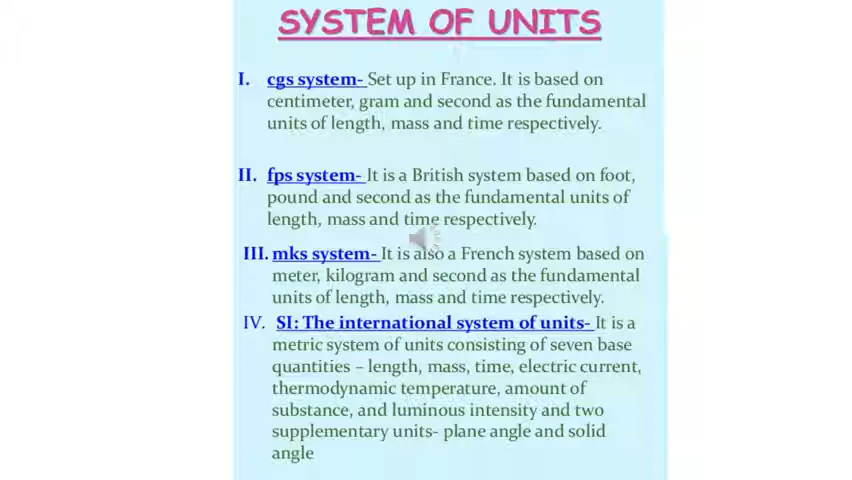 SYSTEM OF UNITS
I. cgs system- Set up in France. It is based on
centimeter, gram and second as the fundamental
units of length, mass and time respectively.
II. fps system- It is a British system based on foot,
pound and second as the fundamental units of
length, mass and time respectively.
III. mks system- It is also a French system based on
meter, kilogram and second as the fundamental
units of length, mass and time respectively.
IV. SI: The international system of units- It is a
metric system of units consisting of seven base
quantities – length, mass, time, electric current,
thermodynamic temperature, amount of
substance, and luminous intensity and two
supplementary units- plane angle and solid
angle